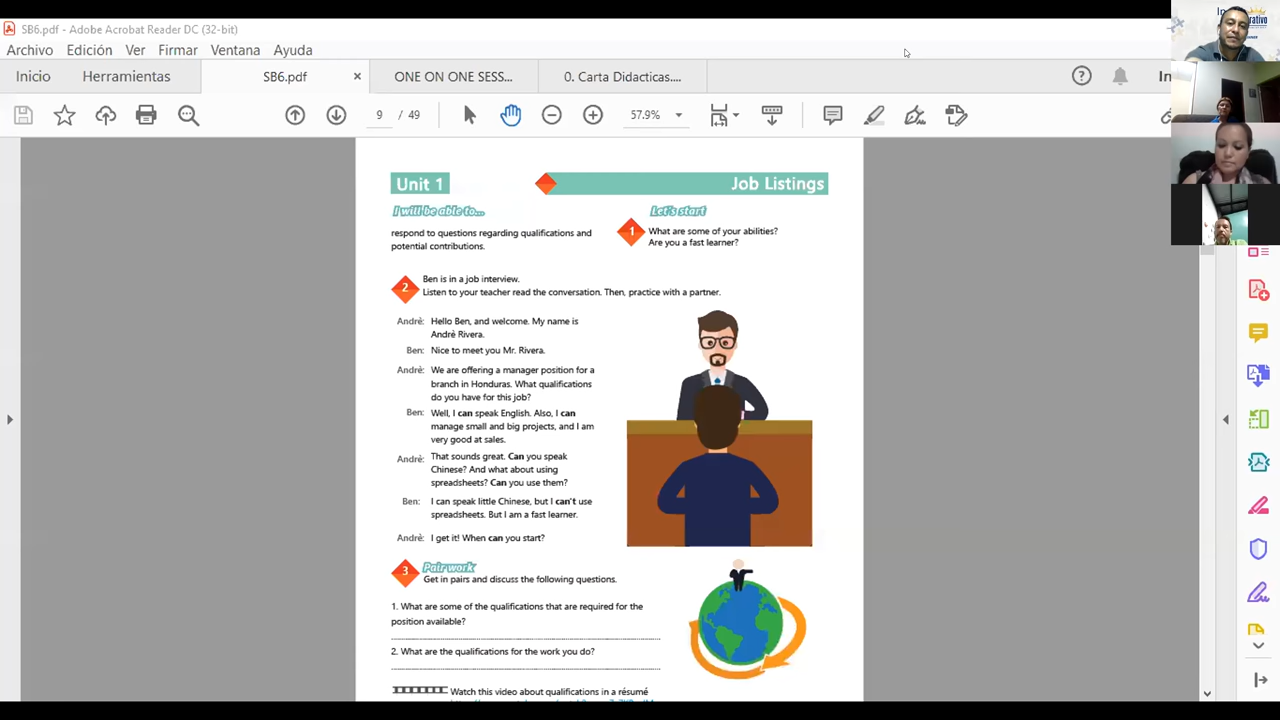 SB6.pdf - Adobe Acrobat Reader DC (32-bit)
Archivo Edición Ver Firmar Ventana Ayuda
Inicio Herramientas SB6.pdf × ONE ON ONE SESS... 0. Carta Didacticas.... In
9 / 49 57.9%
Unit 1 Job Listings
I will be able to...
respond to questions regarding qualifications and
potential contributions.
Let's start
1 What are some of your abilities?
Are you a fast learner?
2 Ben is in a job interview.
Listen to your teacher read the conversation. Then, practice with a partner.
Andrè: Hello Ben, and welcome. My name is
Andrè Rivera.
Ben: Nice to meet you Mr. Rivera.
Andrè: We are offering a manager position for a
branch in Honduras. What qualifications
do you have for this job?
Ben: Well, I can speak English. Also, I can
manage small and big projects, and I am
very good at sales.
Andrè: That sounds great. Can you speak
Chinese? And what about using
spreadsheets? Can you use them?
Ben: I can speak little Chinese, but I can't use
spreadsheets. But I am a fast learner.
Andrè: I get it! When can you start?
3 Pair work
Get in pairs and discuss the following questions.
1. What are some of the qualifications that are required for the
position available?
2. What are the qualifications for the work you do?
Watch this video about qualifications in a résumé